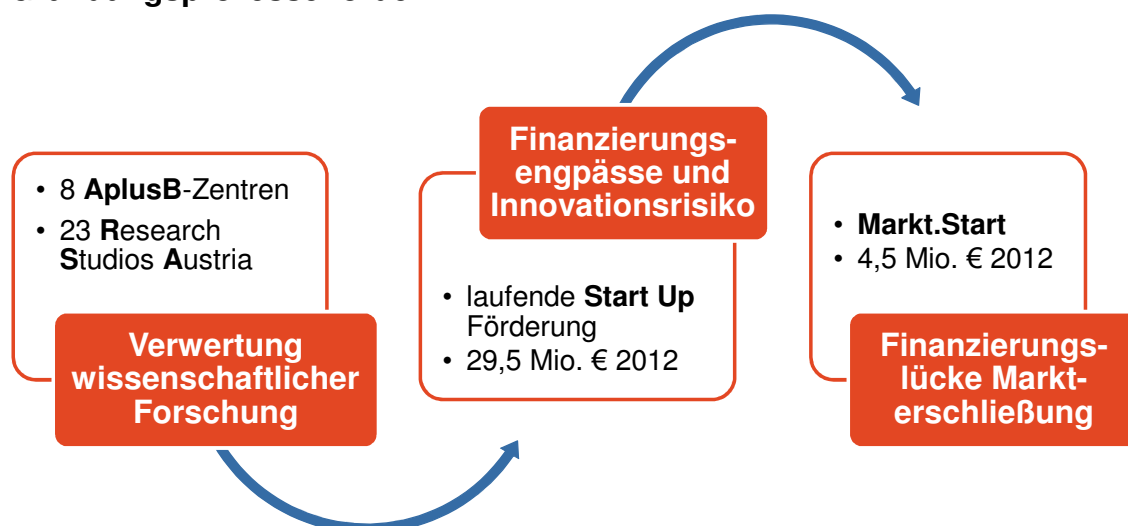 • 8 AplusB-Zentren
• 23 Research
Studios Austria
Verwertung
wissenschaftlicher
Forschung
Finanzierungs-
engpässe und
Innovationsrisiko
• laufende Start Up
Förderung
• 29,5 Mio. € 2012
• Markt.Start
• 4,5 Mio. € 2012
Finanzierungs-
lücke Markt-
erschließung